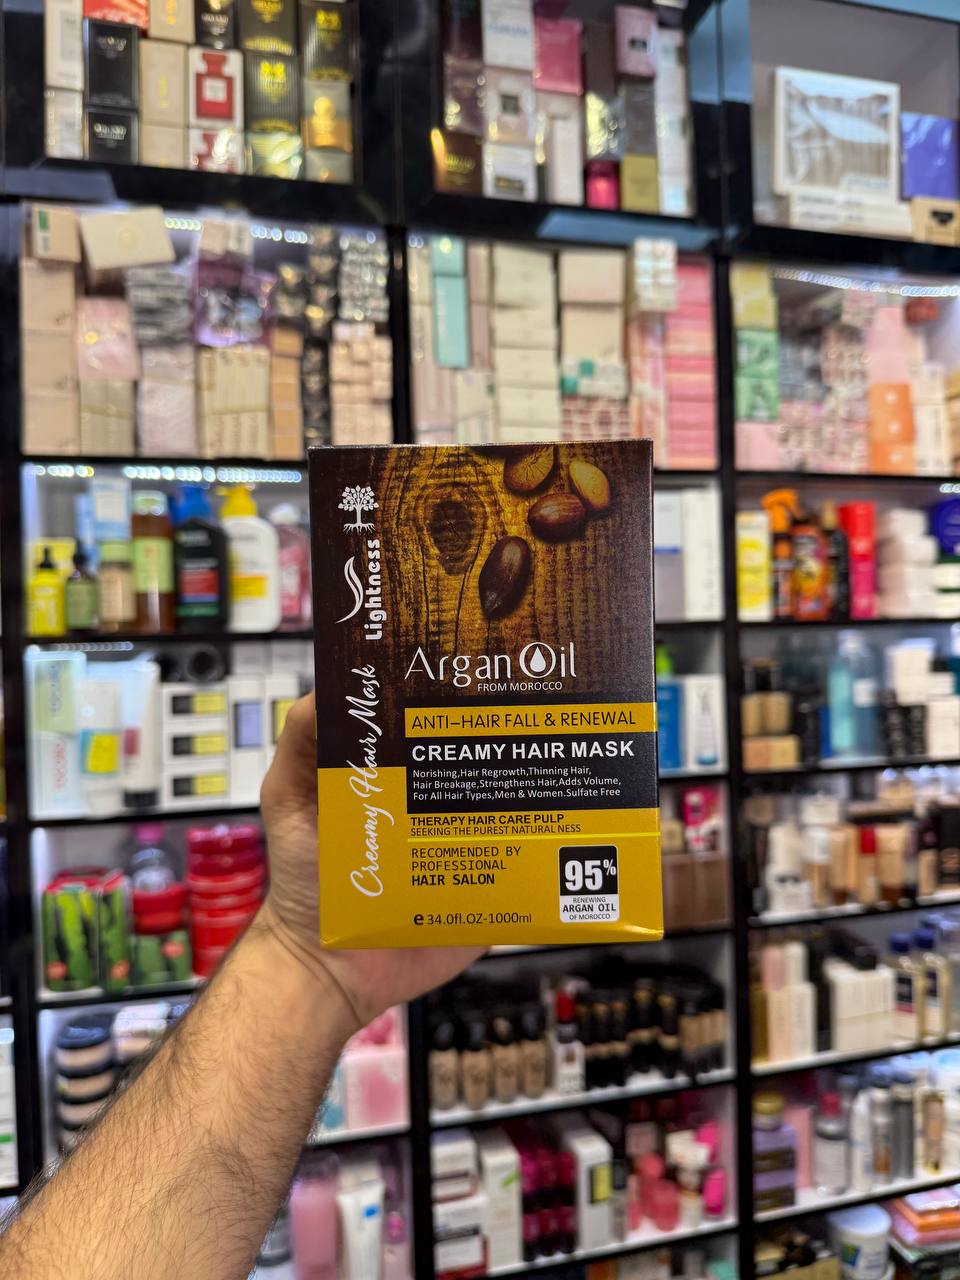 Lightness
Creamy Hair Mask
Argan Oil
FROM MOROCCO
ANTI-HAIR FALL & RENEWAL
CREAMY HAIR MASK
Norishing,Hair Regrowth,Thinning Hair,
Hair Breakage,Strengthens Hair,Adds Volume,
For All Hair Types,Men & Women.Sulfate Free
THERAPY HAIR CARE PULP
SEEKING THE PUREST NATURAL NESS
RECOMMENDED BY
PROFESSIONAL
HAIR SALON
95%
RENEWING
ARGAN OIL
OF MOROCCO
e 34.0fl.OZ-1000ml